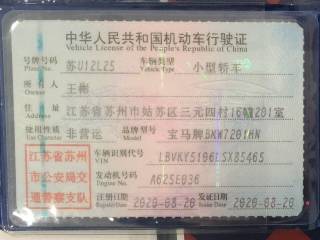 中华人民共和国机动车行驶证
Vehicle License of the People's Republic of China
号牌号码 苏U12L25 车辆类型 小型轿车
Plate No. Vehicle Type
所有人 王彬
Owner
住址 江苏省苏州市姑苏区三元四村16幢201室
Address
使用性质 非营运 品牌型号 宝马牌BMW7201HN
Use Character Model
江苏省苏州 车辆识别代号 LBVKY5106LSX85465
VIN
市公安局交 发动机号码 A625E036
Engine No.
通警察支队 注册日期 2020-08-20 发证日期 2020-08-20
Register Date Issue Date